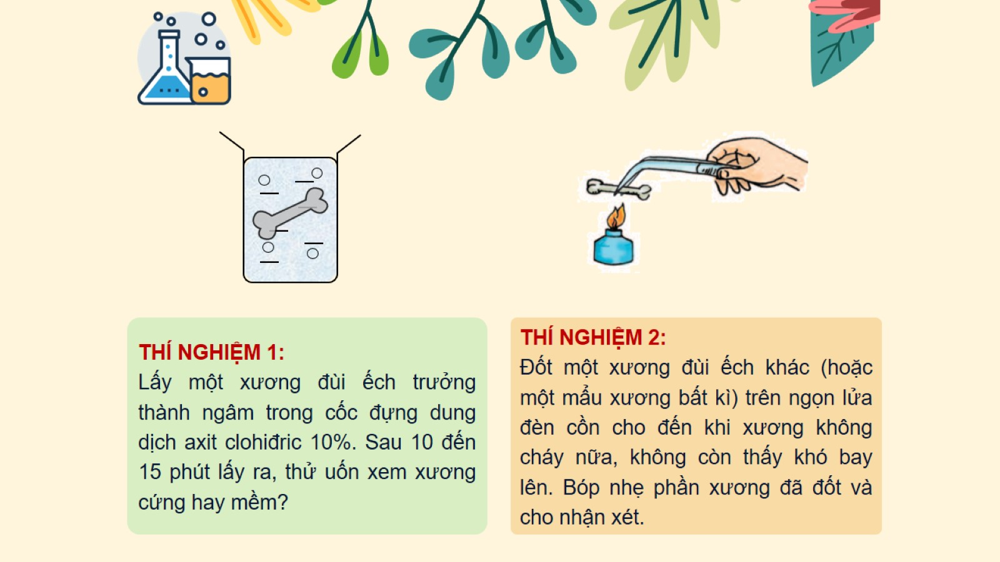 THÍ NGHIỆM 1:
Lấy một xương đùi ếch trưởng
thành ngâm trong cốc đựng dung
dịch axit clohiđric 10%. Sau 10 đến
15 phút lấy ra, thử uốn xem xương
cứng hay mềm?
THÍ NGHIỆM 2:
Đốt một xương đùi ếch khác (hoặc
một mẩu xương bất kì) trên ngọn lửa
đèn cồn cho đến khi xương không
cháy nữa, không còn thấy khó bay
lên. Bóp nhẹ phần xương đã đốt và
cho nhận xét.